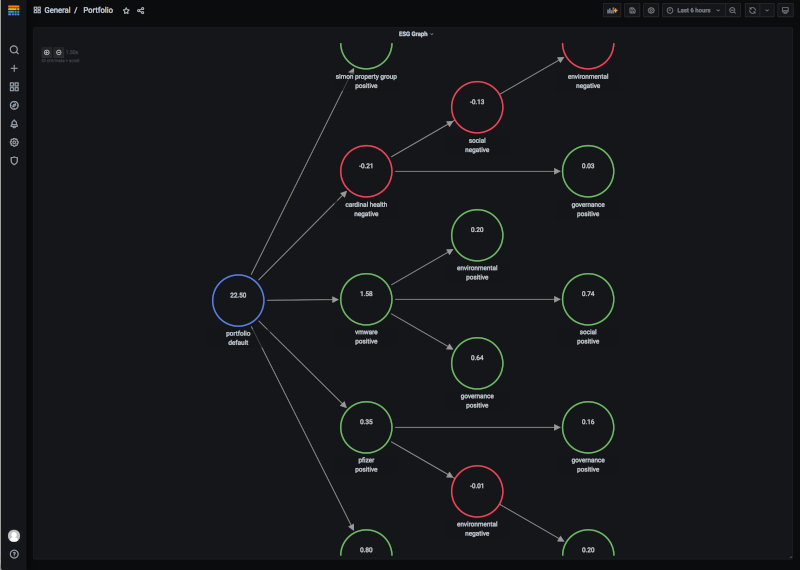 General / Portfolio
Last 6 hours
ESG Graph
1.00x
simon property group
positive
environmental
negative
-0.13
social
negative
-0.21
cardinal health
negative
0.03
governance
positive
0.20
environmental
positive
22.50
portfolio
default
1.58
vmware
positive
0.74
social
positive
0.64
governance
positive
0.35
pfizer
positive
0.16
governance
positive
-0.01
environmental
negative
0.80
0.20